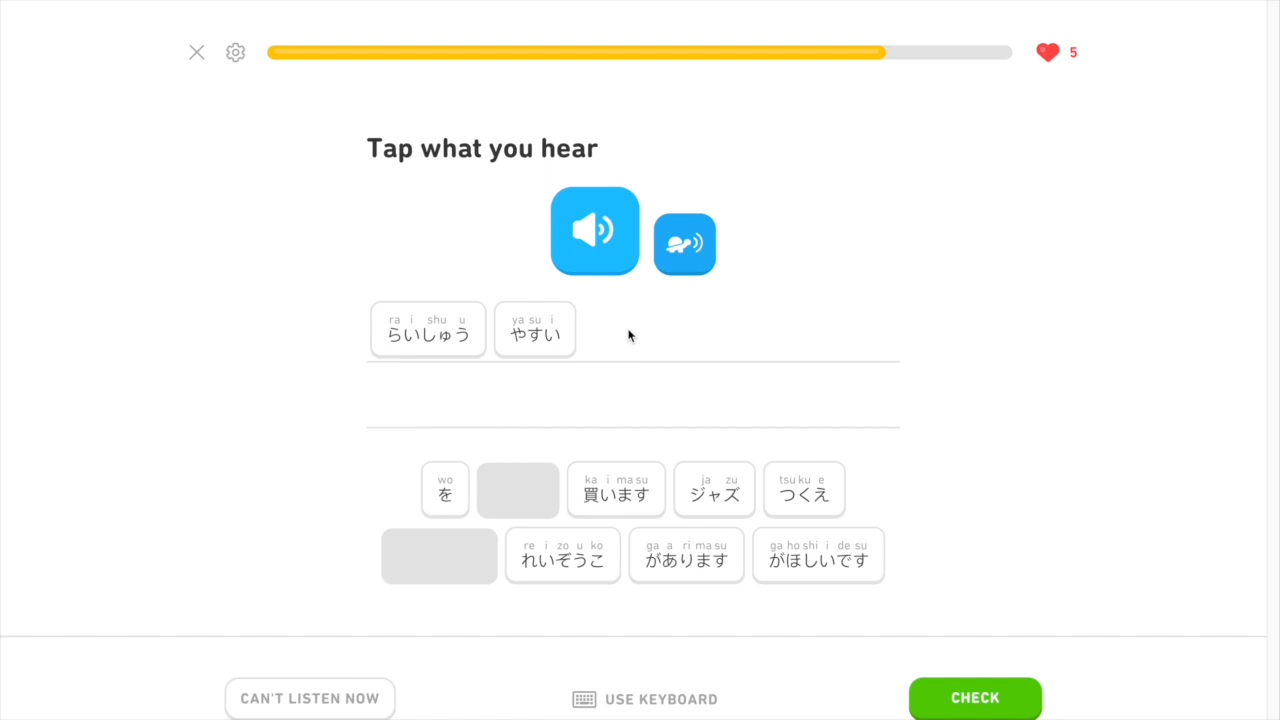 5
Tap what you hear
ra i shu u ya su i
らいしゅう やすい
wo ka i ma su ja zu tsu ku e
を 買います ジャズ つくえ
re i zo u ko ga a ri ma su ga ho shi i de su
れいぞうこ があります がほしいです
CAN'T LISTEN NOW USE KEYBOARD CHECK